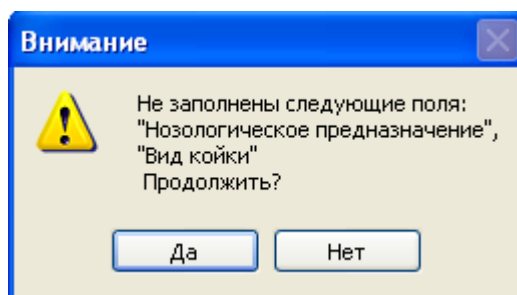 Внимание
Не заполнены следующие поля:
"Нозологическое предназначение",
"Вид койки"
Продолжить?
Да
Нет